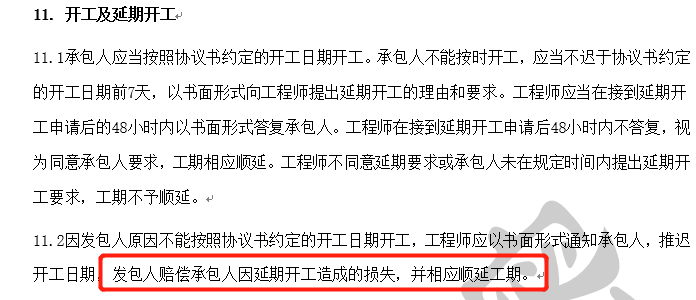 11. 开工及延期开工
11.1承包人应当按照协议书约定的开工日期开工。承包人不能按时开工，应当不迟于协议书约定
的开工日期前7天，以书面形式向工程师提出延期开工的理由和要求。工程师应当在接到延期开
工申请后的48小时内以书面形式答复承包人。工程师在接到延期开工申请后48小时内不答复，视
为同意承包人要求，工期相应顺延。工程师不同意延期要求或承包人未在规定时间内提出延期开
工要求，工期不予顺延。
11.2因发包人原因不能按照协议书约定的开工日期开工，工程师应以书面形式通知承包人，推迟
开工日期，发包人赔偿承包人因延期开工造成的损失，并相应顺延工期。